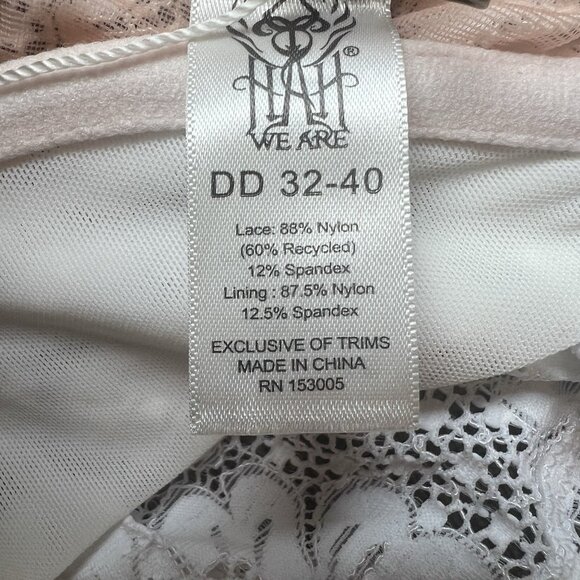 HAH®
WE ARE
DD 32-40
Lace: 88% Nylon
(60% Recycled)
12% Spandex
Lining : 87.5% Nylon
12.5% Spandex
EXCLUSIVE OF TRIMS
MADE IN CHINA
RN 153005